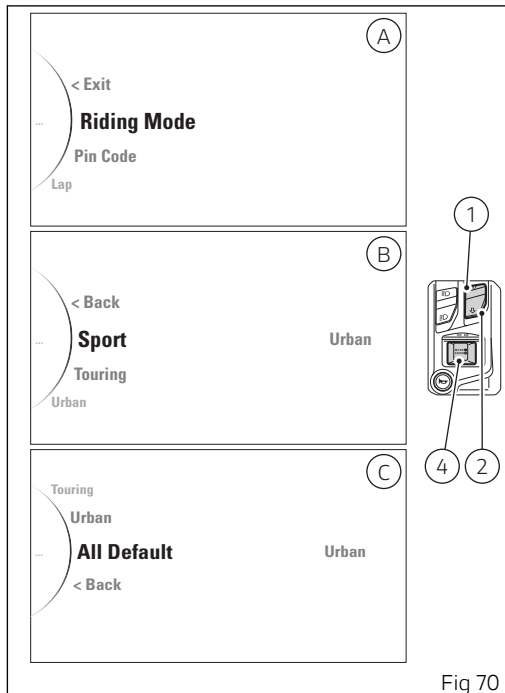 A
< Exit
...
Riding Mode
Pin Code
Lap
B
< Back
...
Sport
Urban
Touring
Urban
C
Touring
Urban
...
All Default
Urban
< Back
1
4
2
Fig 70